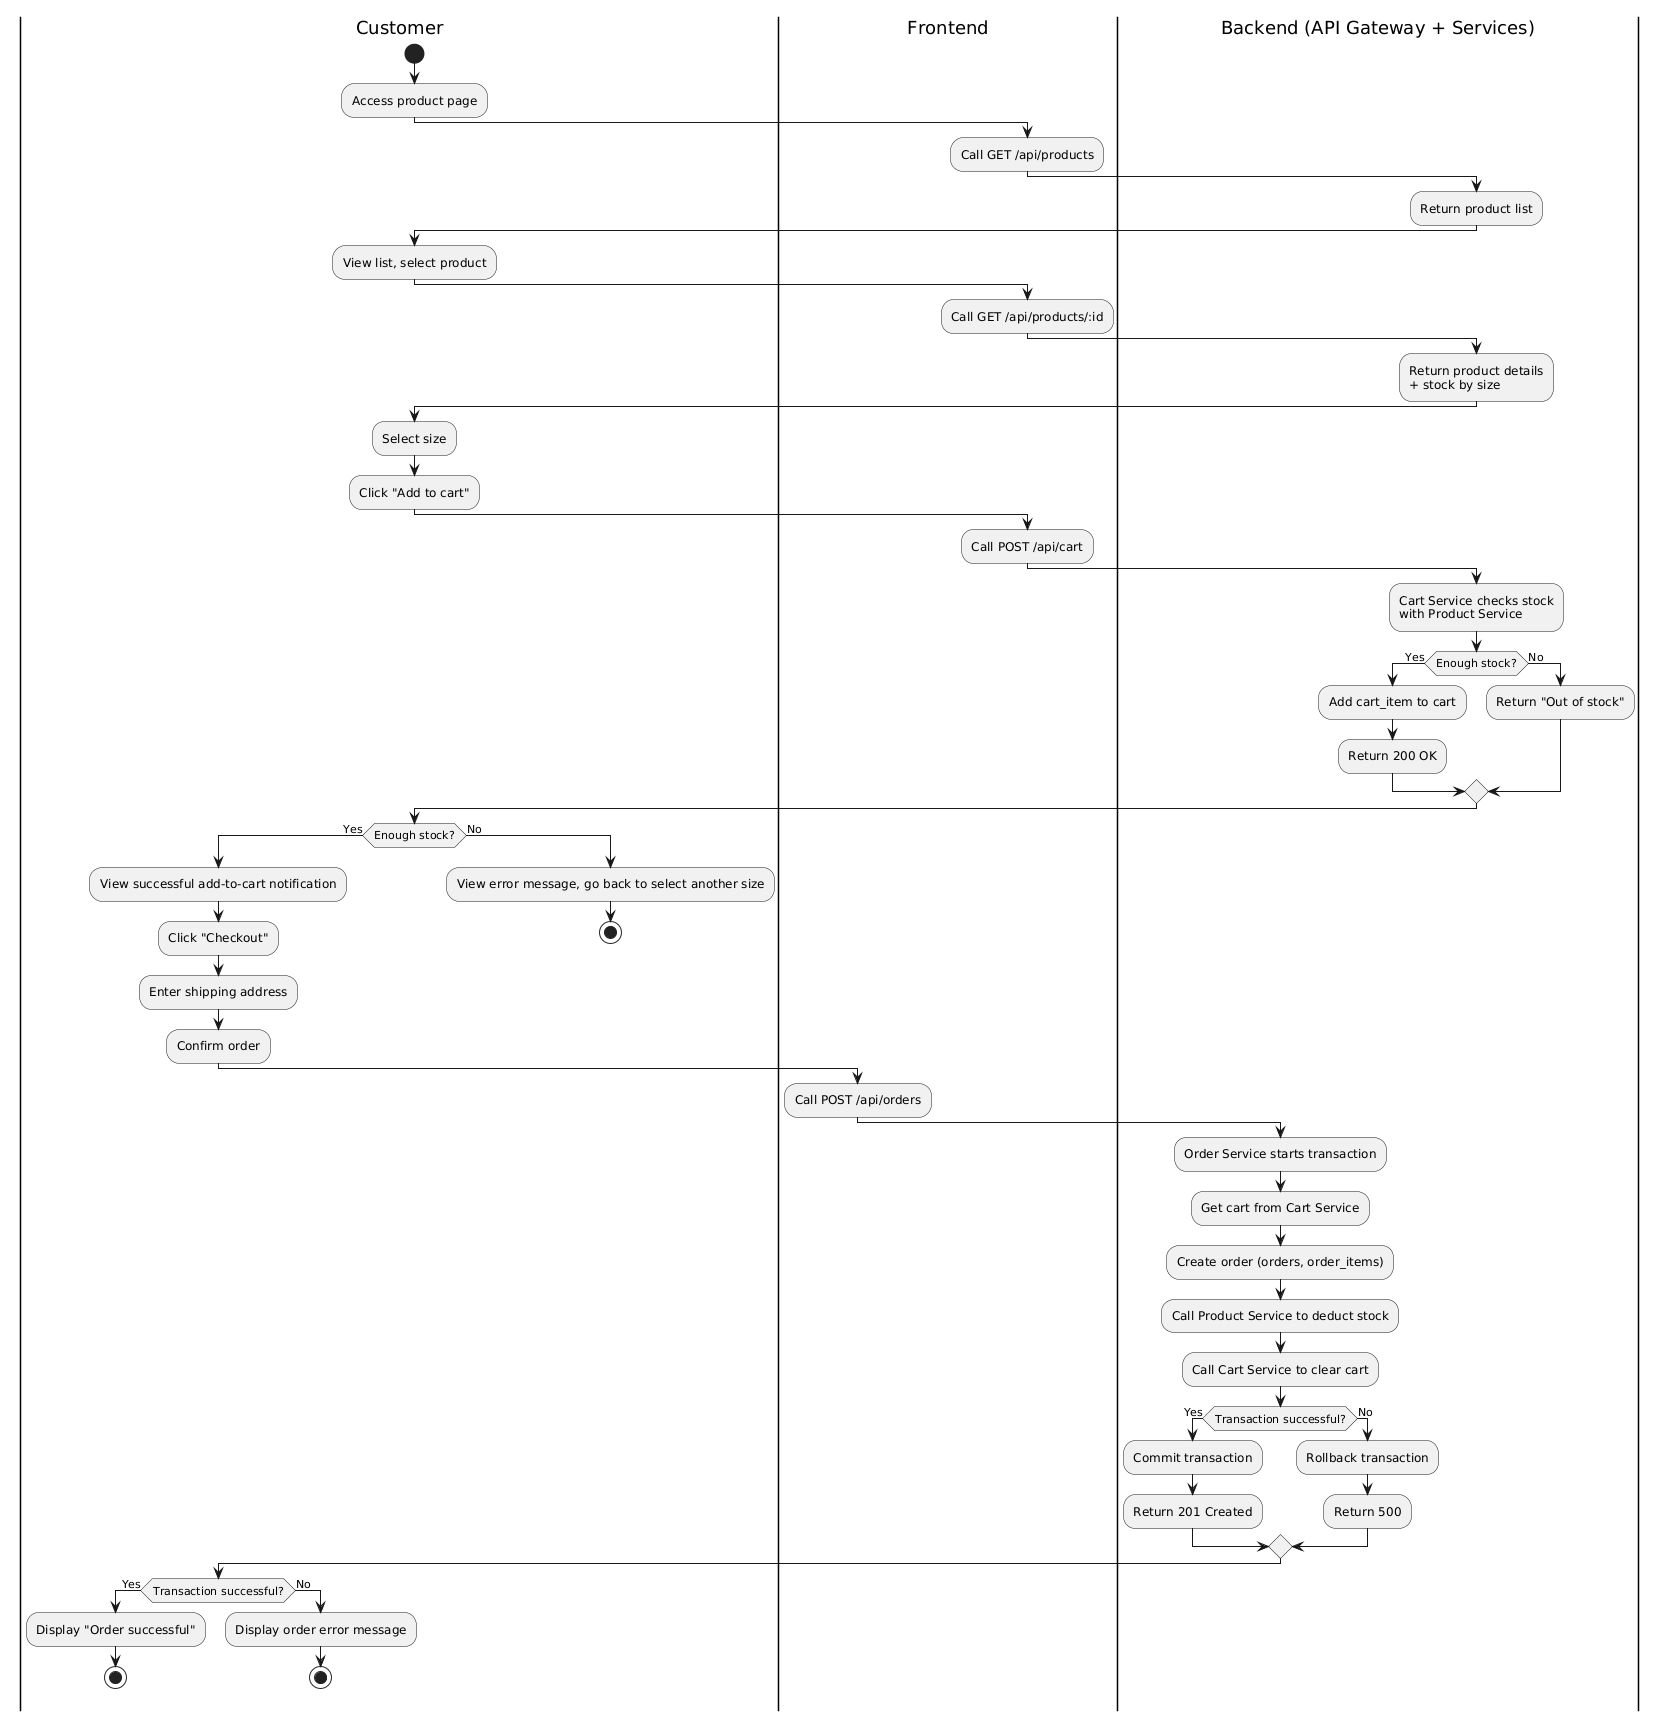 Customer
Frontend
Backend (API Gateway + Services)
Access product page
Call GET /api/products
Return product list
View list, select product
Call GET /api/products/:id
Return product details
+ stock by size
Select size
Click "Add to cart"
Call POST /api/cart
Cart Service checks stock
with Product Service
Yes
Enough stock?
No
Add cart_item to cart
Return "Out of stock"
Return 200 OK
Yes
Enough stock?
No
View successful add-to-cart notification
View error message, go back to select another size
Click "Checkout"
Enter shipping address
Confirm order
Call POST /api/orders
Order Service starts transaction
Get cart from Cart Service
Create order (orders, order_items)
Call Product Service to deduct stock
Call Cart Service to clear cart
Yes
Transaction successful?
No
Commit transaction
Rollback transaction
Return 201 Created
Return 500
Yes
Transaction successful?
No
Display "Order successful"
Display order error message